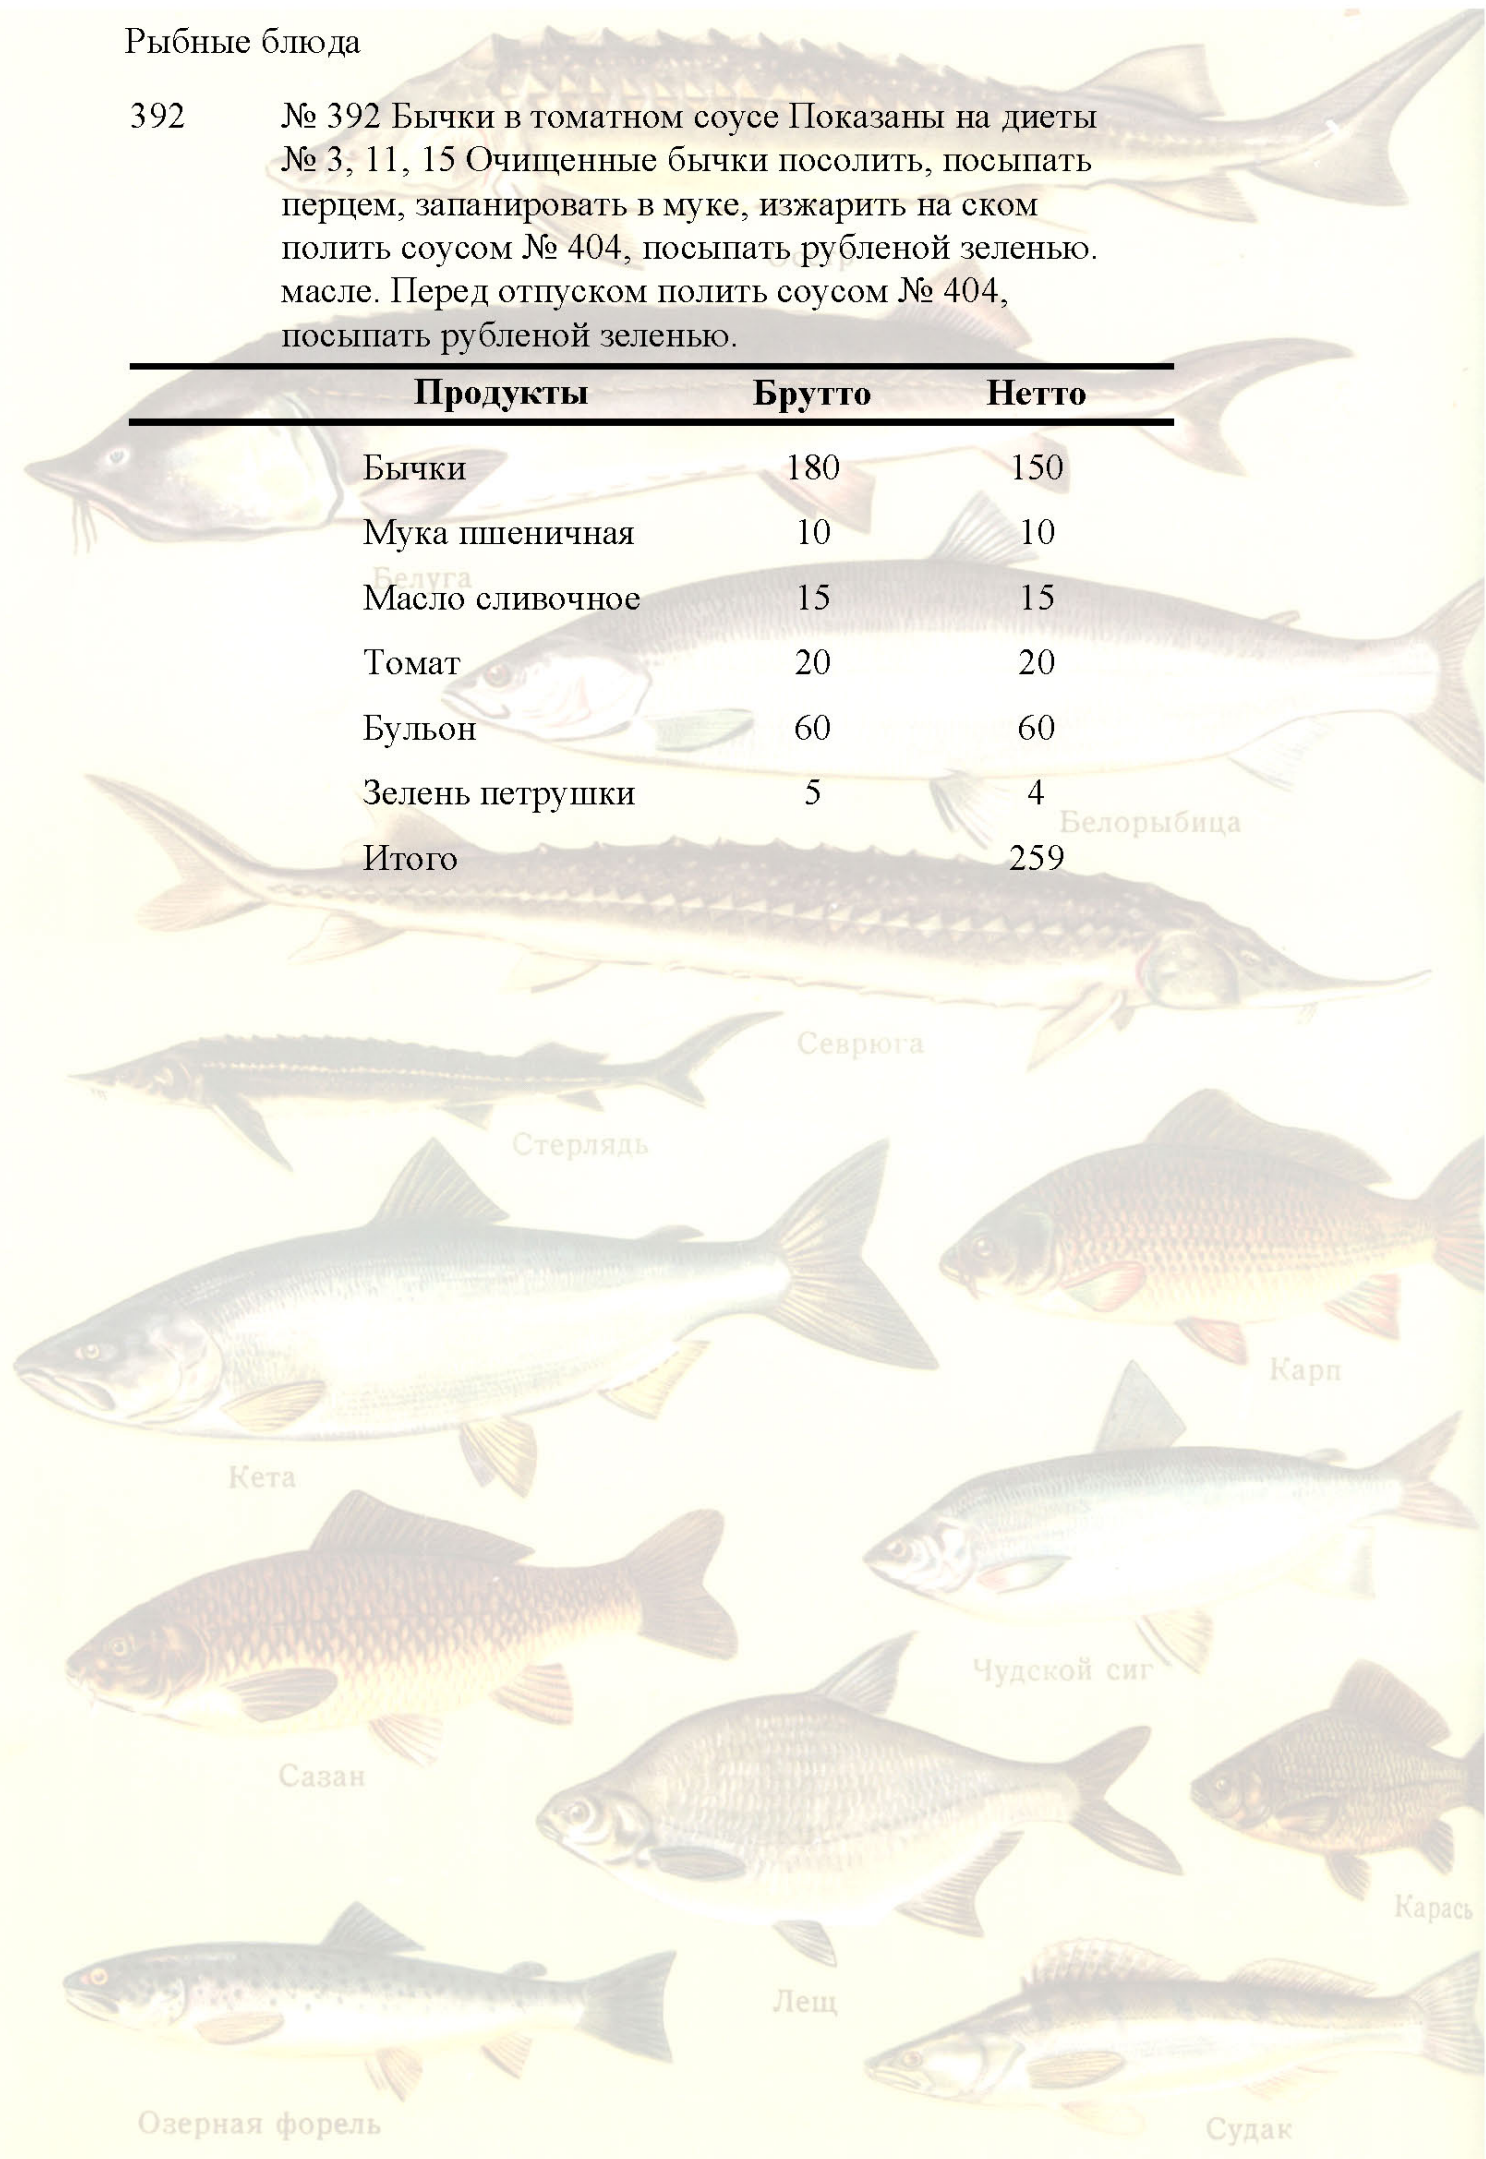 Рыбные блюда
392 № 392 Бычки в томатном соусе Показаны на диеты
№ 3, 11, 15 Очищенные бычки посолить, посыпать
перцем, запанировать в муке, изжарить на ском
полить соусом № 404, посыпать рубленой зеленью.
масле. Перед отпуском полить соусом № 404,
посыпать рубленой зеленью.
Продукты Брутто Нетто
Бычки 180 150
Мука пшеничная 10 10
Белуга
Масло сливочное 15 15
Томат 20 20
Бульон 60 60
Зелень петрушки 5 4
Белорыбица
Итого 259
Севрюга
Стерлядь
Карп
Кета
Чудской сиг
Сазан
Карась
Лещ
Озерная форель
Судак